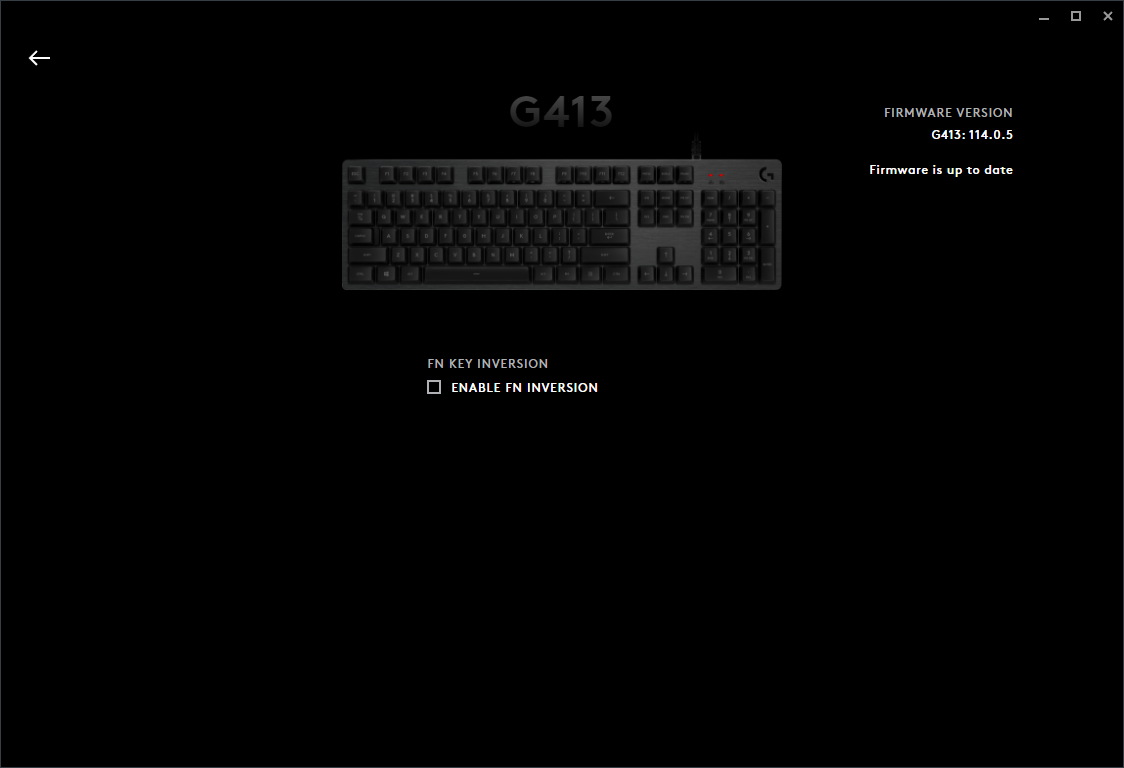 G413
FIRMWARE VERSION
G413: 114.0.5
Firmware is up to date
FN KEY INVERSION
ENABLE FN INVERSION